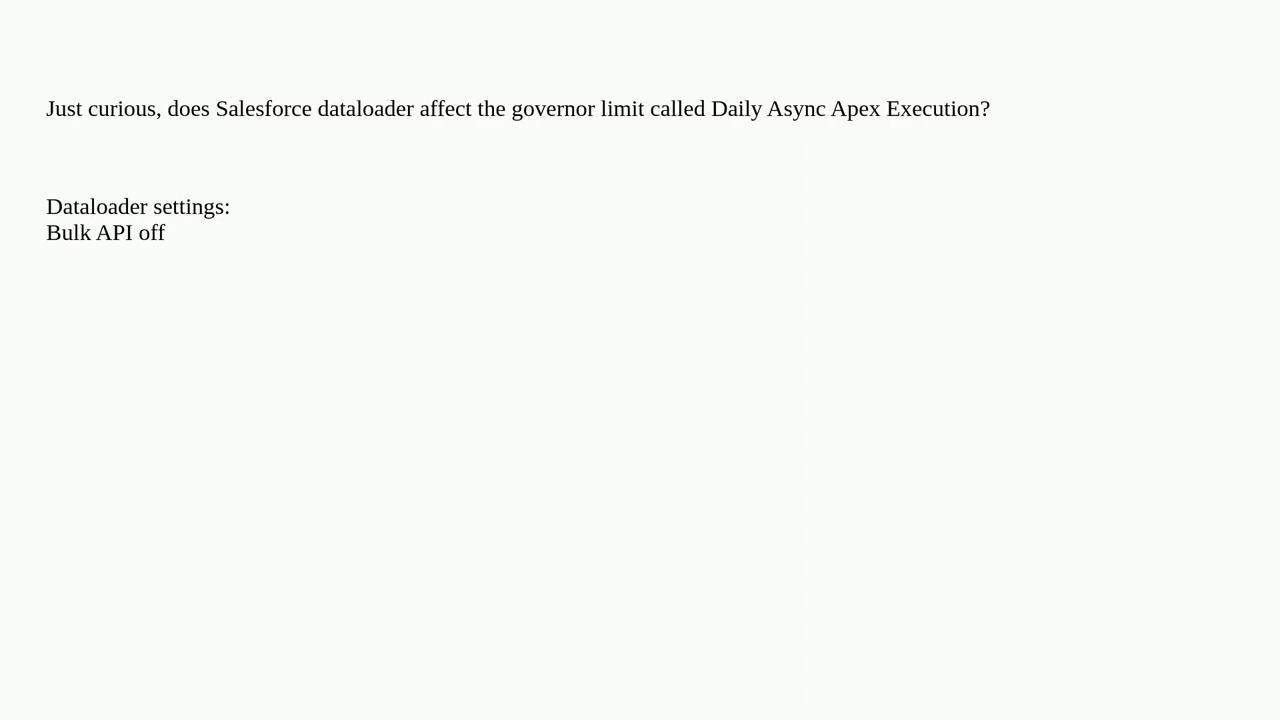 Just curious, does Salesforce dataloader affect the governor limit called Daily Async Apex Execution?
Dataloader settings:
Bulk API off